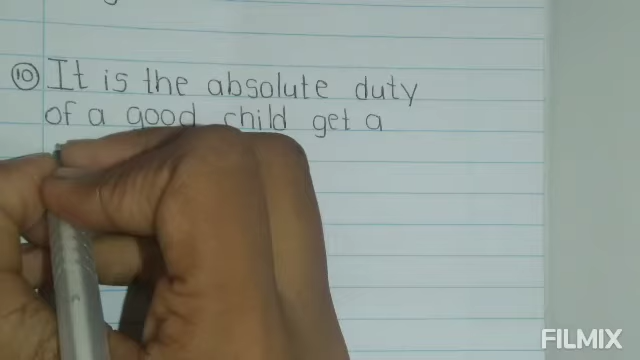 ⑩ It is the absolute duty
of a good child get a
FILMIX